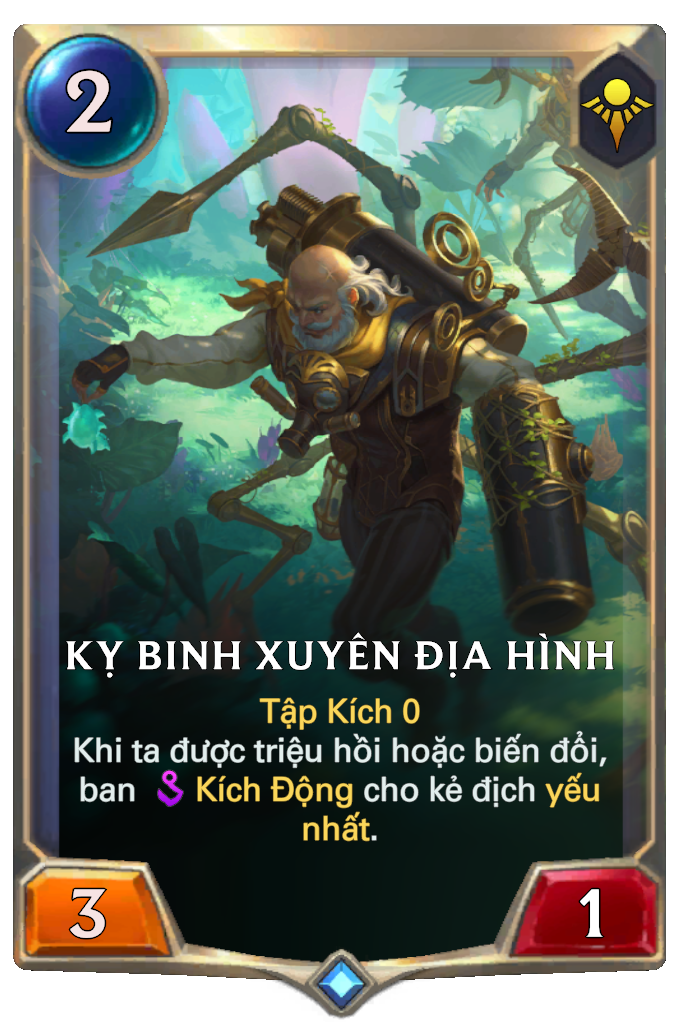 2
KỴ BINH XUYÊN ĐỊA HÌNH
Tập Kích 0
Khi ta được triệu hồi hoặc biến đổi,
ban Kích Động cho kẻ địch yếu
nhất.
3
1